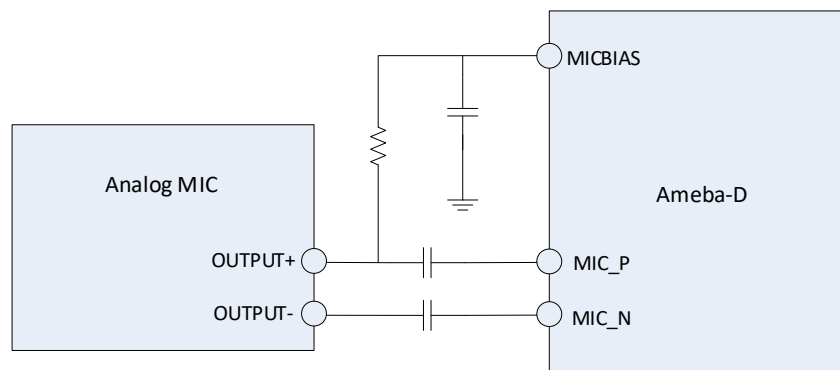 MICBIAS
Analog MIC
Ameba-D
OUTPUT+
MIC_P
OUTPUT-
MIC_N